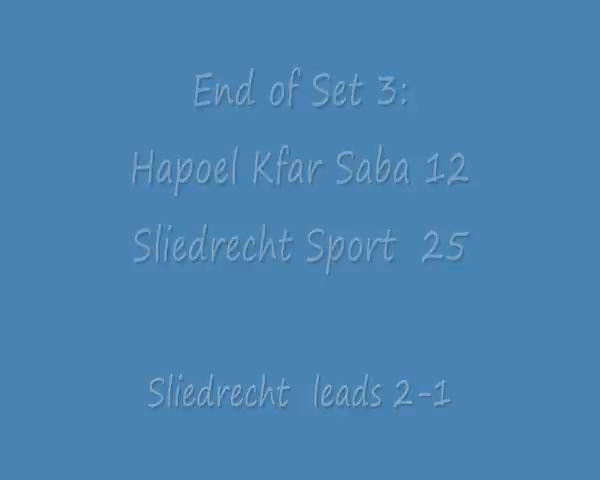 End of Set 3:
Hapoel Kfar Saba 12
Sliedrecht Sport 25
Sliedrecht leads 2-1